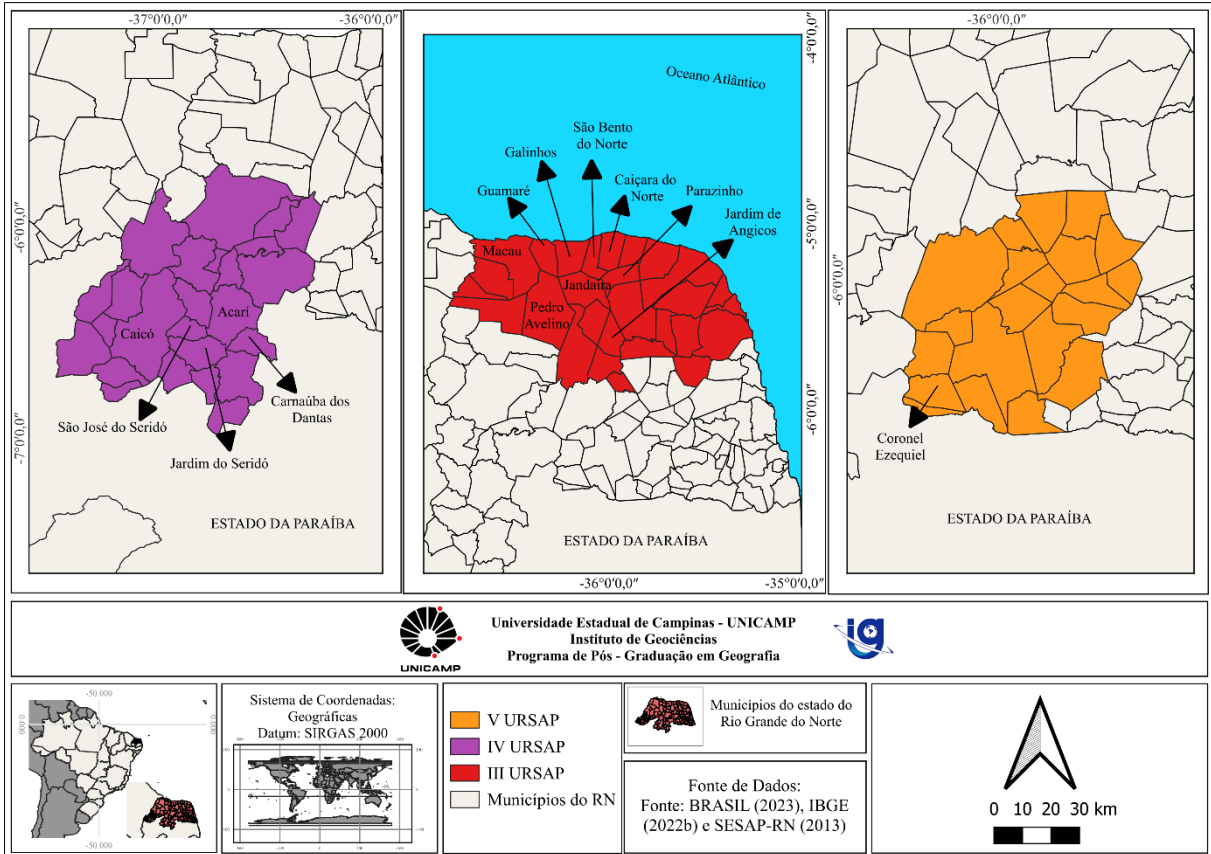 -37°0'0,0"
-36°0'0,0"
-6°0'0,0"
-7°0'0,0"
Caicó
Acari
Carnaúba dos
Dantas
São José do Seridó
Jardim do Seridó
ESTADO DA PARAÍBA
Oceano Atlântico
-4°0'0,0"
-5°0'0,0"
-6°0'0,0"
São Bento
do Norte
Galinhos
Guamaré
Caiçara do
Norte
Parazinho
Jardim de
Angicos
Macau
Jandaíra
Pedro
Avelino
ESTADO DA PARAÍBA
-36°0'0,0"
-35°0'0,0"
-36°0'0,0"
-6°0'0,0"
Coronel
Ezequiel
ESTADO DA PARAÍBA
UNICAMP
Universidade Estadual de Campinas - UNICAMP
Instituto de Geociências
Programa de Pós - Graduação em Geografia
ig
-50.000
0.000
000
-50.000
Sistema de Coordenadas:
Geográficas
Datum: SIRGAS 2000
V URSAP
IV URSAP
III URSAP
Municípios do RN
Municípios do estado do
Rio Grande do Norte
Fonte de Dados:
Fonte: BRASIL (2023), IBGE
(2022b) e SESAP-RN (2013)
0 10 20 30 km